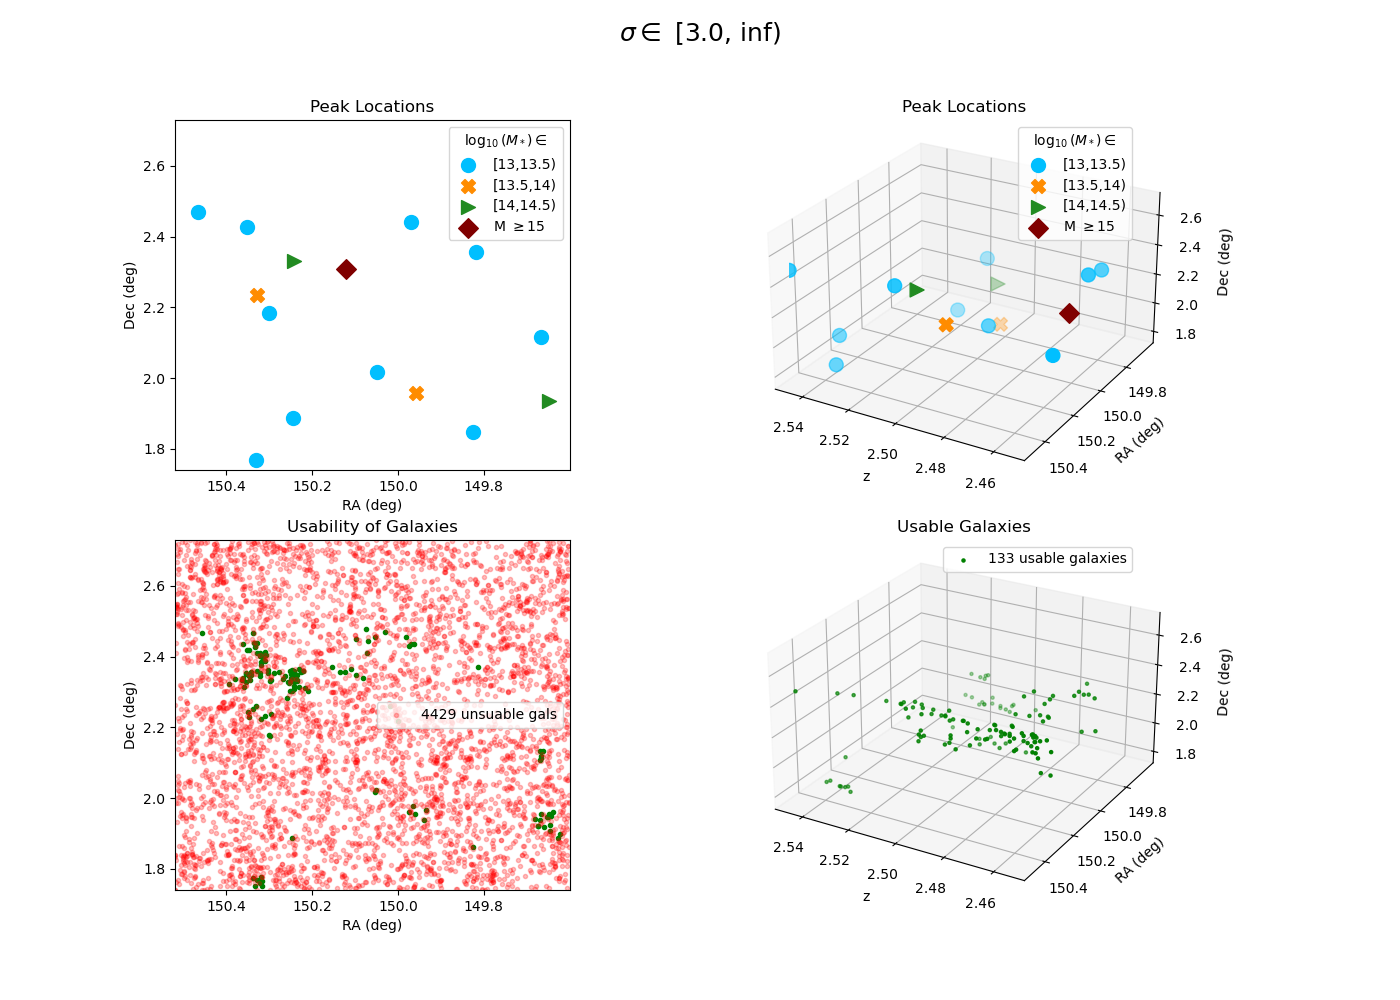 σ ∈ [3.0, inf)
Peak Locations
log₁₀(M*) ∈
[13,13.5)
[13.5,14)
[14,14.5)
M ≥15
2.6
2.4
2.2
2.0
1.8
Dec (deg)
150.4 150.2 150.0 149.8
RA (deg)
Peak Locations
log₁₀(M*) ∈
[13,13.5)
[13.5,14)
[14,14.5)
M ≥15
2.6
2.4
2.2
2.0
1.8
Dec (deg)
149.8
150.0
150.2
150.4
RA (deg)
2.54
2.52
2.50
2.48
2.46
z
Usability of Galaxies
4429 unsuable gals
2.6
2.4
2.2
2.0
1.8
Dec (deg)
150.4 150.2 150.0 149.8
RA (deg)
Usable Galaxies
133 usable galaxies
2.6
2.4
2.2
2.0
1.8
Dec (deg)
149.8
150.0
150.2
150.4
RA (deg)
2.54
2.52
2.50
2.48
2.46
z